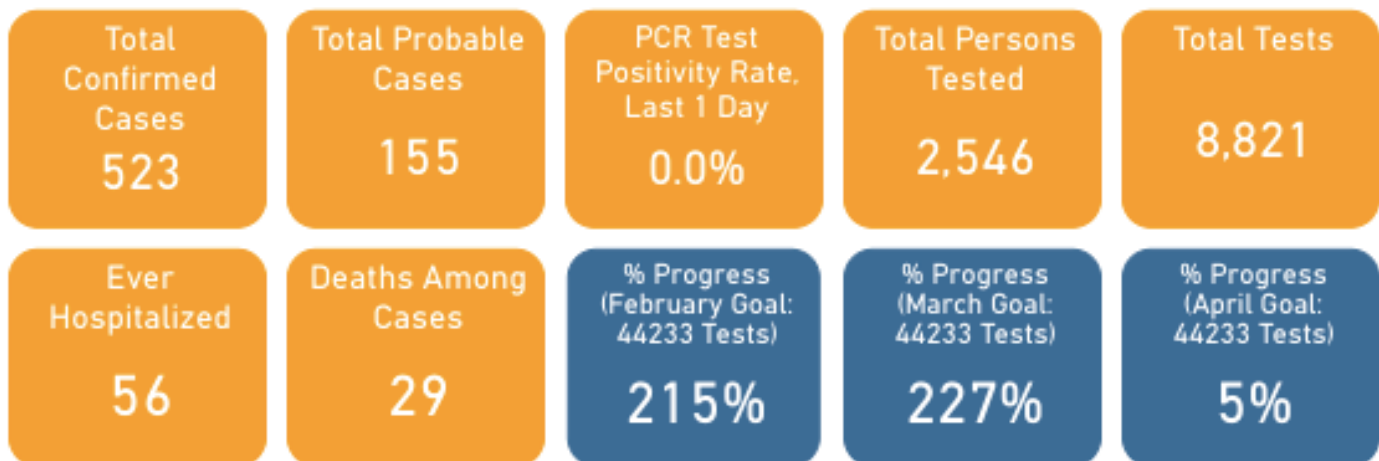 Total
Confirmed
Cases
523
Total Probable
Cases
155
PCR Test
Positivity Rate,
Last 1 Day
0.0%
Total Persons
Tested
2,546
Total Tests
8,821
Ever
Hospitalized
56
Deaths Among
Cases
29
% Progress
(February Goal:
44233 Tests)
215%
% Progress
(March Goal:
44233 Tests)
227%
% Progress
(April Goal:
44233 Tests)
5%